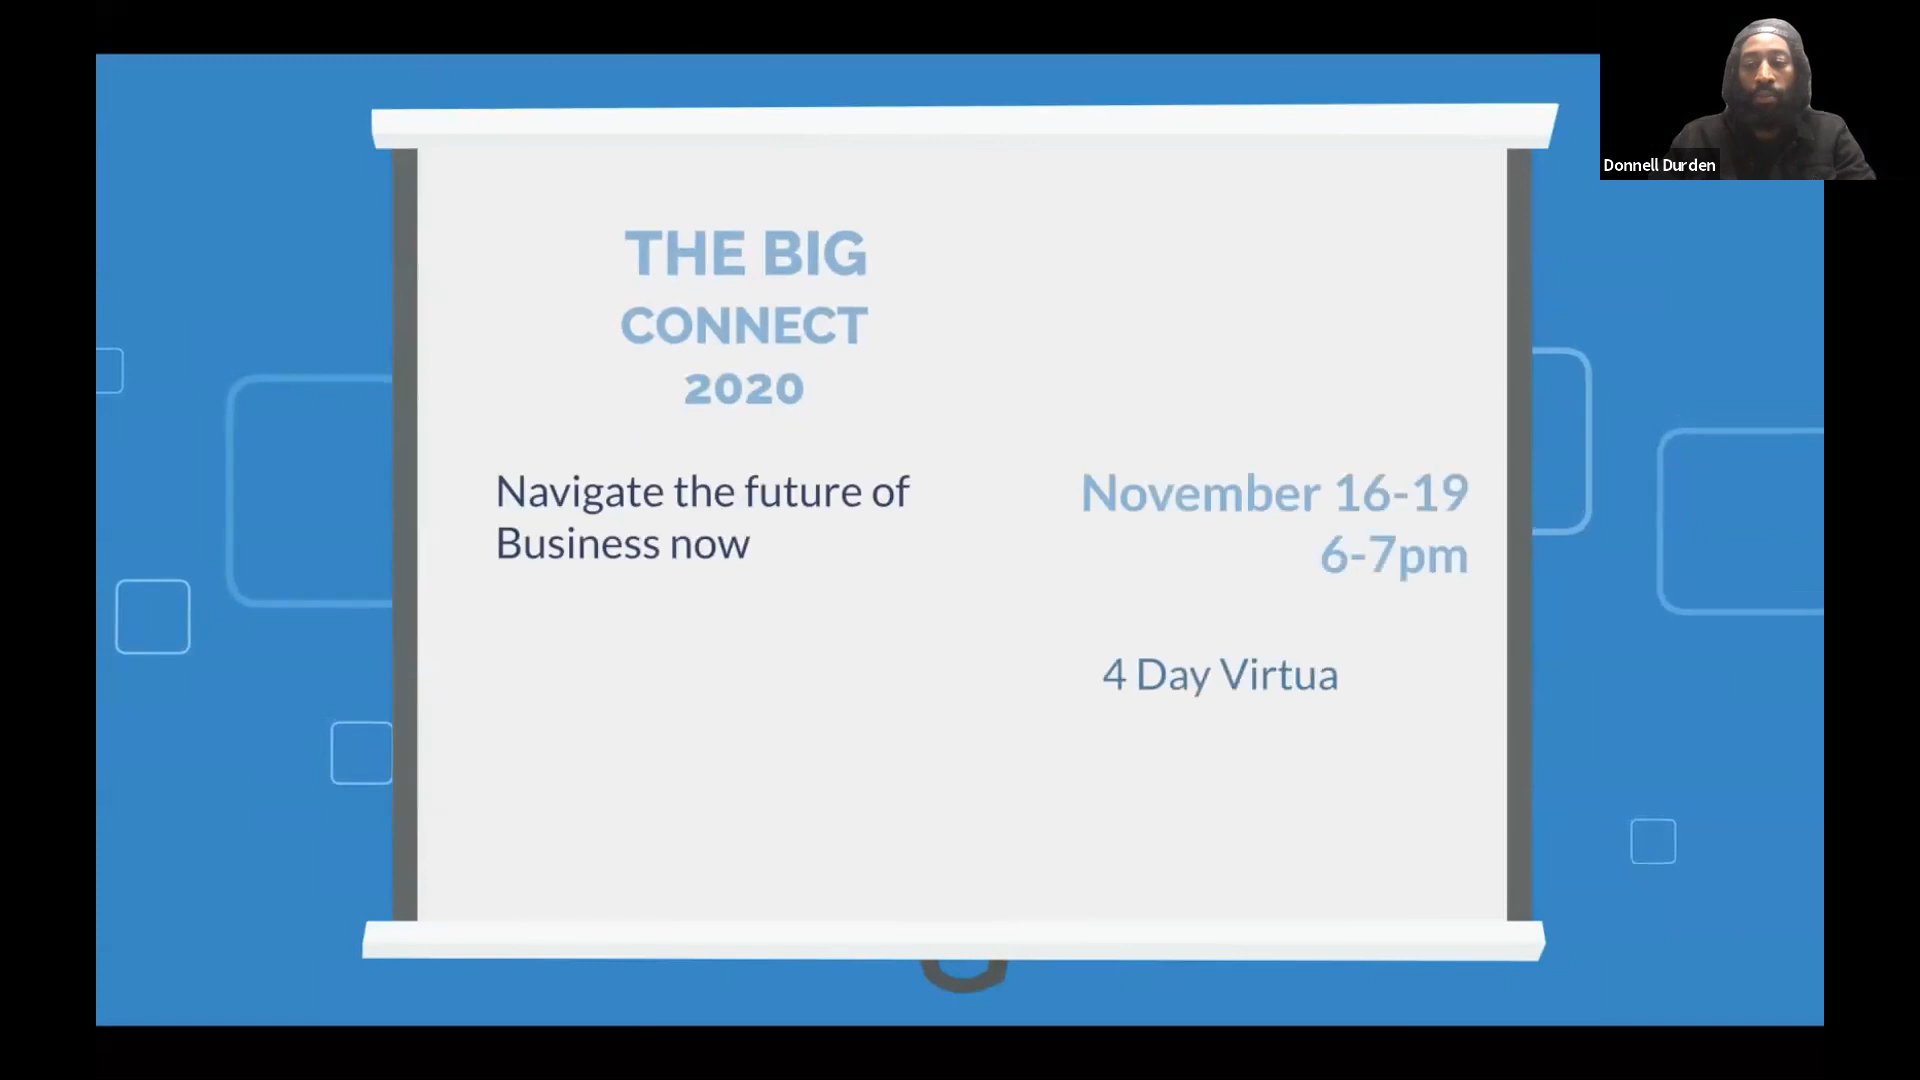 THE BIG
CONNECT
2020
Navigate the future of
Business now
November 16-19
6-7pm
4 Day Virtua
Donnell Durden